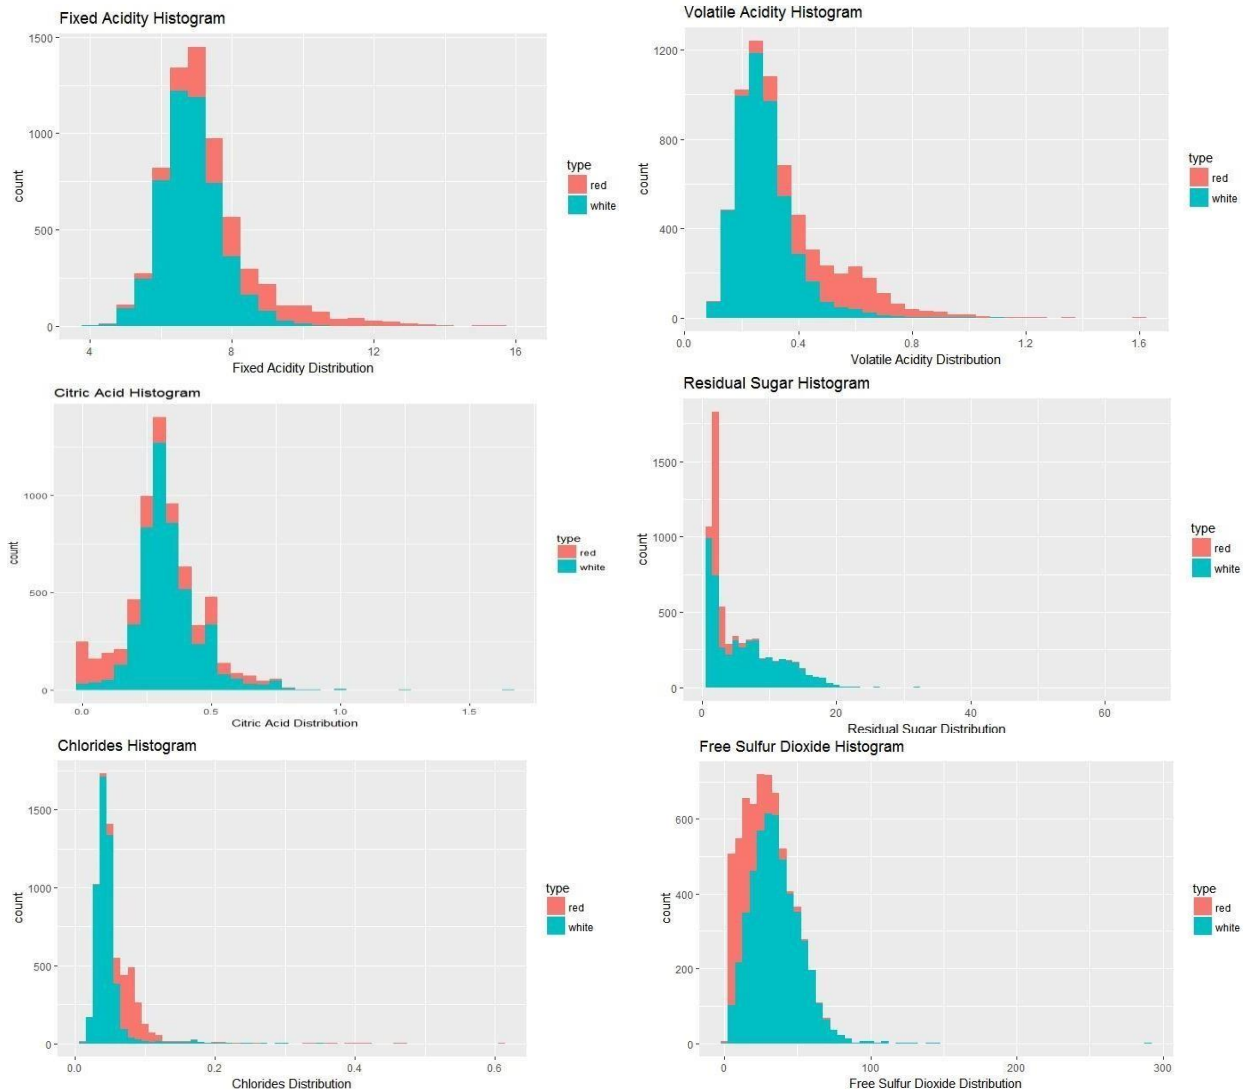 Fixed Acidity Histogram
1500
1000
500
0
count
4 8 12 16
Fixed Acidity Distribution
type
red
white
Volatile Acidity Histogram
1200
800
400
0
count
0.0 0.4 0.8 1.2 1.6
Volatile Acidity Distribution
type
red
white
Citric Acid Histogram
1000
500
0
count
0.0 0.5 1.0 1.5
Citric Acid Distribution
type
red
white
Residual Sugar Histogram
1500
1000
500
0
count
0 20 40 60
Residual Sugar Distribution
type
red
white
Chlorides Histogram
1500
1000
500
0
count
0.0 0.2 0.4 0.6
Chlorides Distribution
type
red
white
Free Sulfur Dioxide Histogram
600
400
200
0
count
0 100 200 300
Free Sulfur Dioxide Distribution
type
red
white